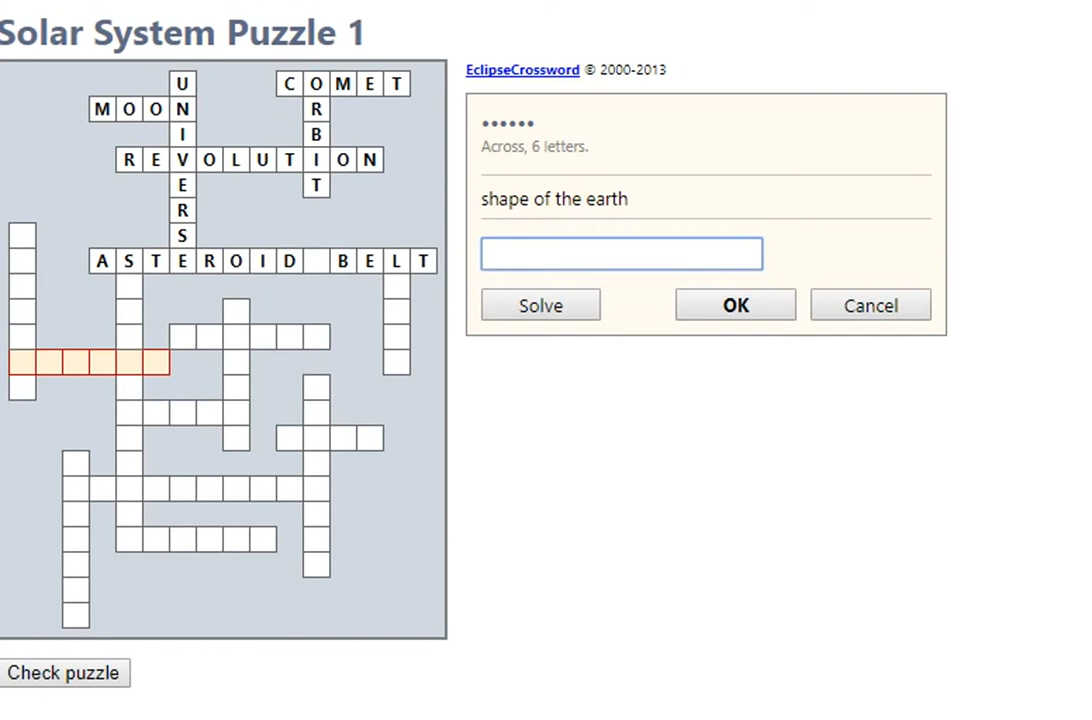 Solar System Puzzle 1
EclipseCrossword © 2000-2013
U
COMET
MOON
R
I
B
REVOLUTION
E
T
R
S
ASTEROID BELT
••••••
Across, 6 letters.
shape of the earth
Solve
OK
Cancel
Check puzzle